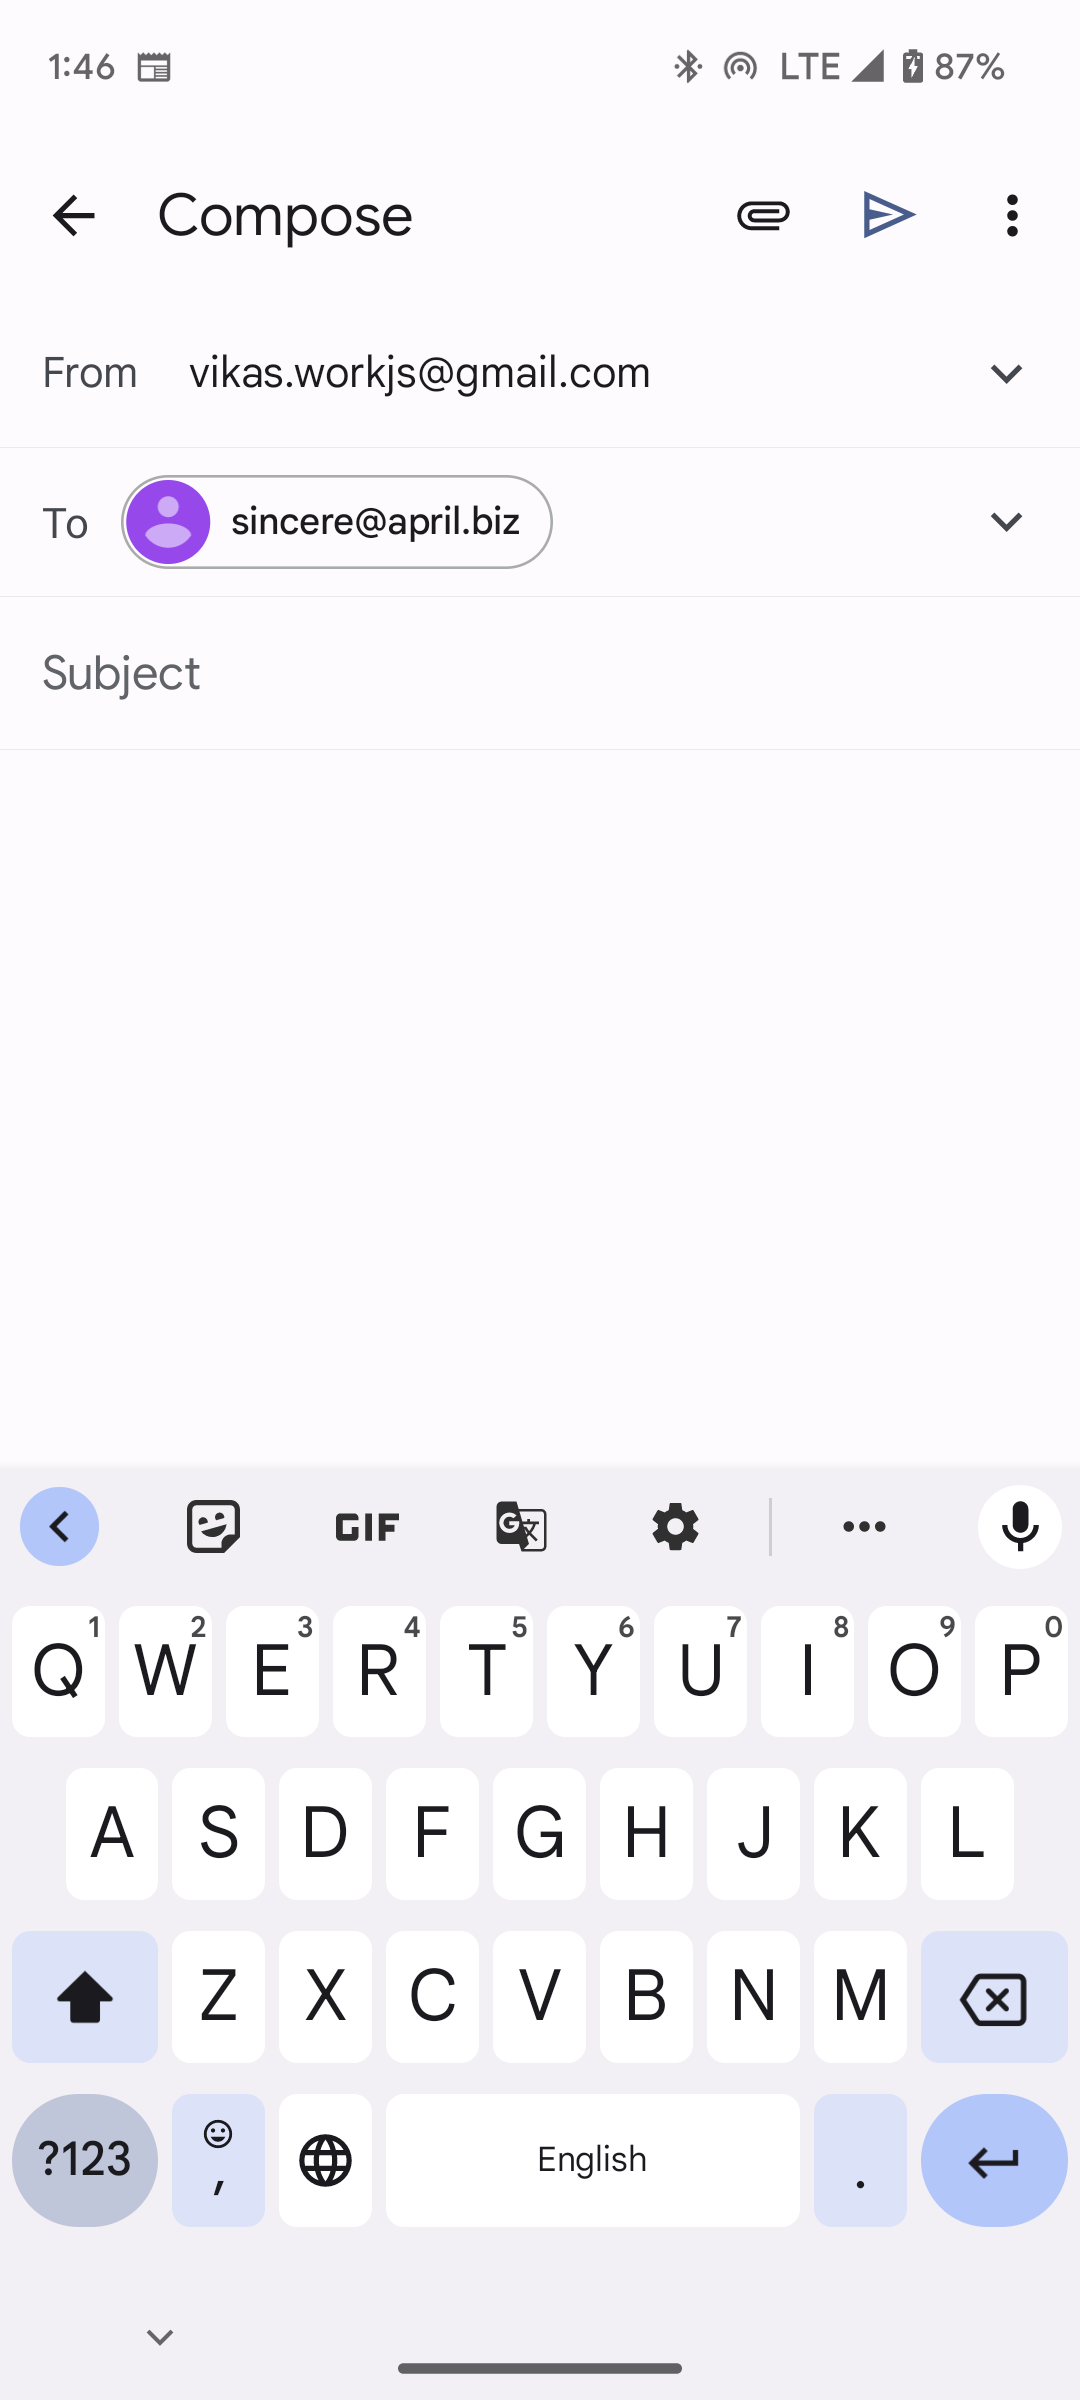 1:46 LTE 87%
Compose
From vikas.workjs@gmail.com
To sincere@april.biz
Subject
GIF G 文
Q1 W2 E3 R4 T5 Y6 U7 I8 O9 P0
A S D F G H J K L
Z X C V B N M
?123 , English .